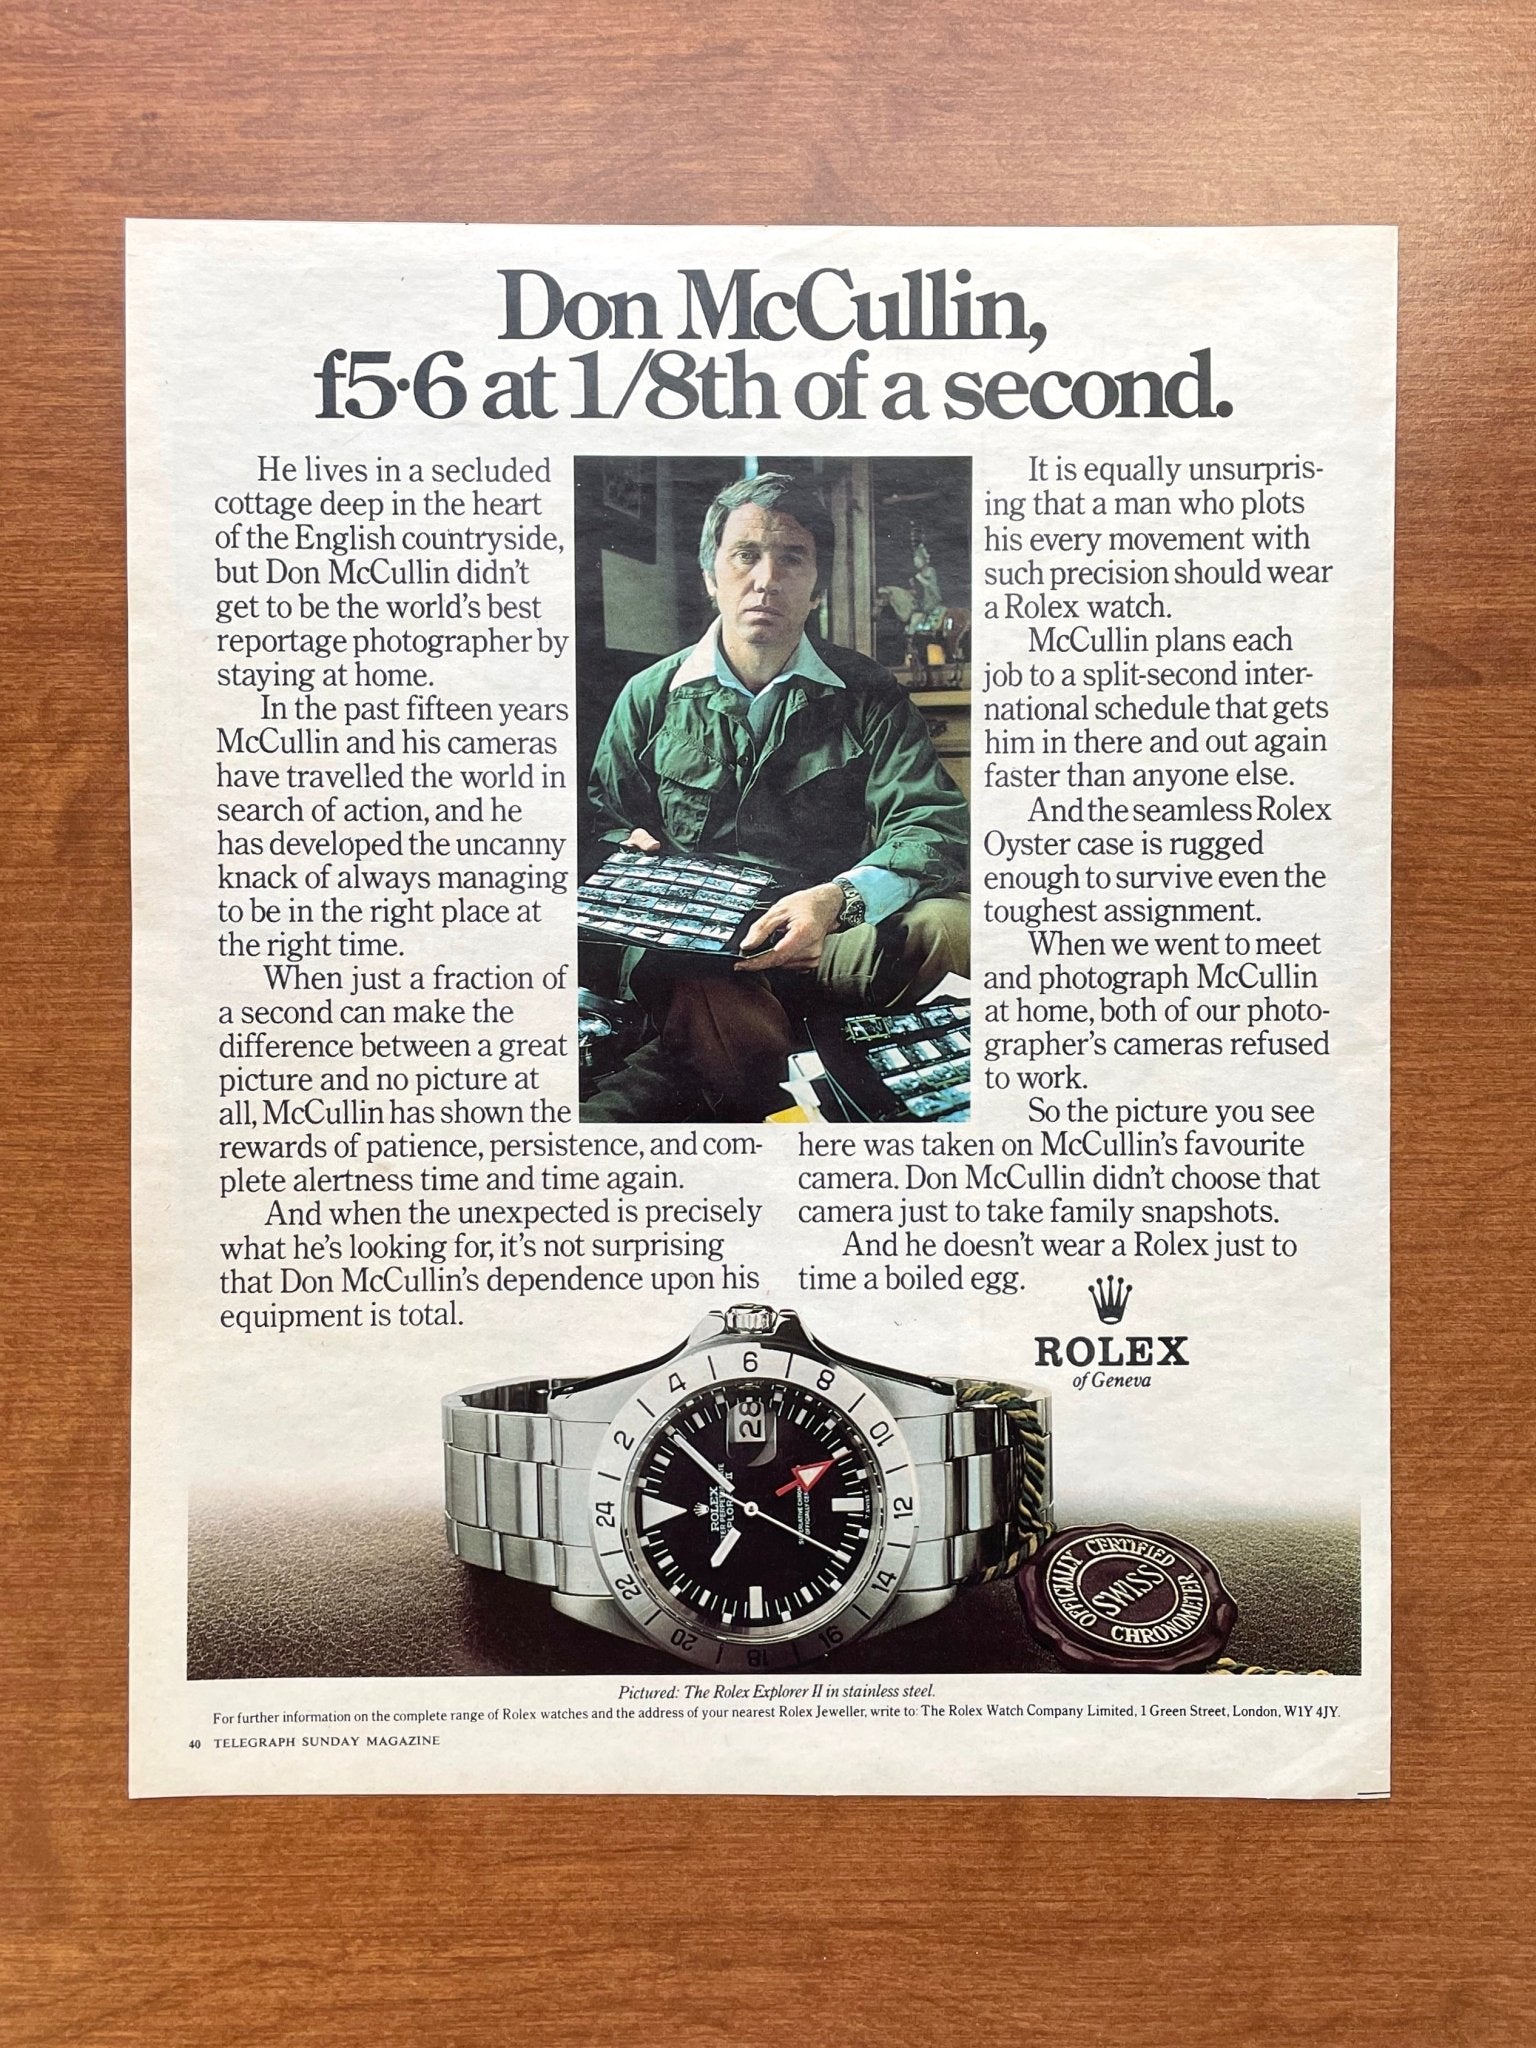 Don McCullin,
f5·6 at 1/8th of a second.
He lives in a secluded
cottage deep in the heart
of the English countryside,
but Don McCullin didn't
get to be the world's best
reportage photographer by
staying at home.
In the past fifteen years
McCullin and his cameras
have travelled the world in
search of action, and he
has developed the uncanny
knack of always managing
to be in the right place at
the right time.
When just a fraction of
a second can make the
difference between a great
picture and no picture at
all, McCullin has shown the
rewards of patience, persistence, and com-
plete alertness time and time again.
And when the unexpected is precisely
what he's looking for, it's not surprising
that Don McCullin's dependence upon his
equipment is total.
It is equally unsurpris-
ing that a man who plots
his every movement with
such precision should wear
a Rolex watch.
McCullin plans each
job to a split-second inter-
national schedule that gets
him in there and out again
faster than anyone else.
And the seamless Rolex
Oyster case is rugged
enough to survive even the
toughest assignment.
When we went to meet
and photograph McCullin
at home, both of our photo-
grapher's cameras refused
to work.
So the picture you see
here was taken on McCullin's favourite
camera. Don McCullin didn't choose that
camera just to take family snapshots.
And he doesn't wear a Rolex just to
time a boiled egg.
ROLEX
of Geneva
2
4
6
8
10
12
14
16
18
20
22
24
28
ROLEX
OFFICIALLY CERTIFIED
SWISS
CHRONOMETER
Pictured: The Rolex Explorer II in stainless steel.
For further information on the complete range of Rolex watches and the address of your nearest Rolex Jeweller, write to: The Rolex Watch Company Limited, 1 Green Street, London, W1Y 4JY.
40 TELEGRAPH SUNDAY MAGAZINE